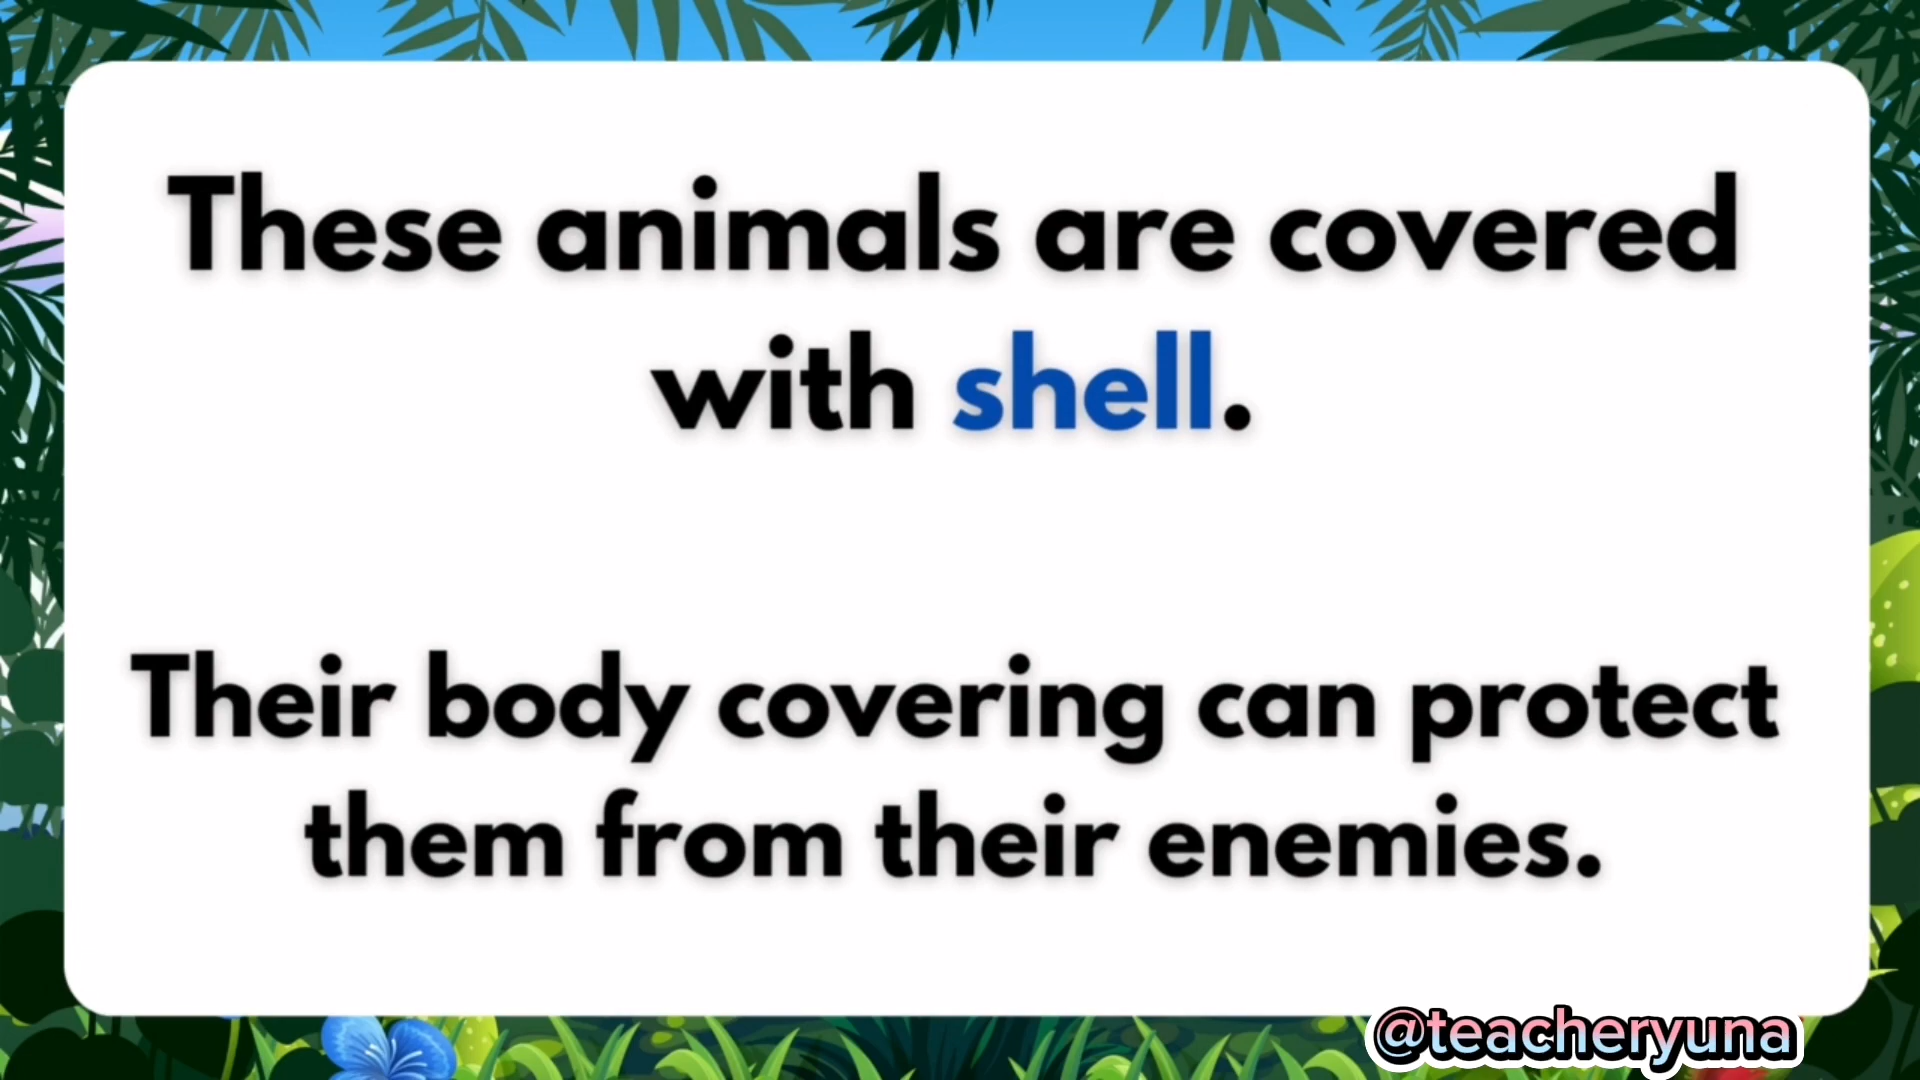 These animals are covered
with shell.
Their body covering can protect
them from their enemies.
@teacheryuna